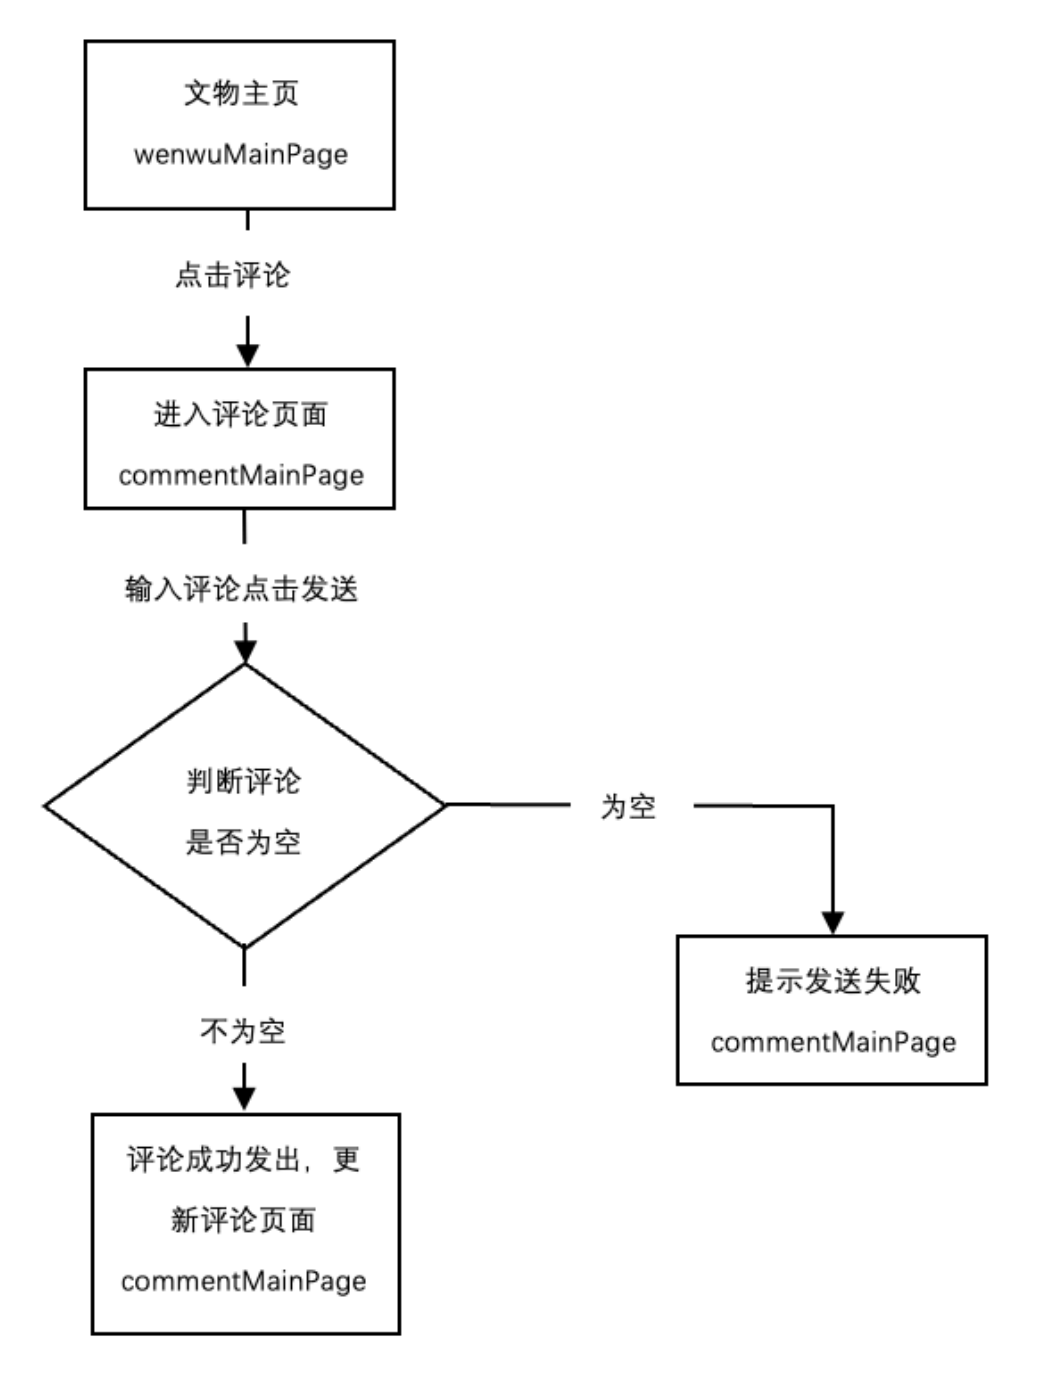 文物主页
wenwuMainPage
点击评论
进入评论页面
commentMainPage
输入评论点击发送
判断评论
是否为空
为空
提示发送失败
commentMainPage
不为空
评论成功发出，更
新评论页面
commentMainPage